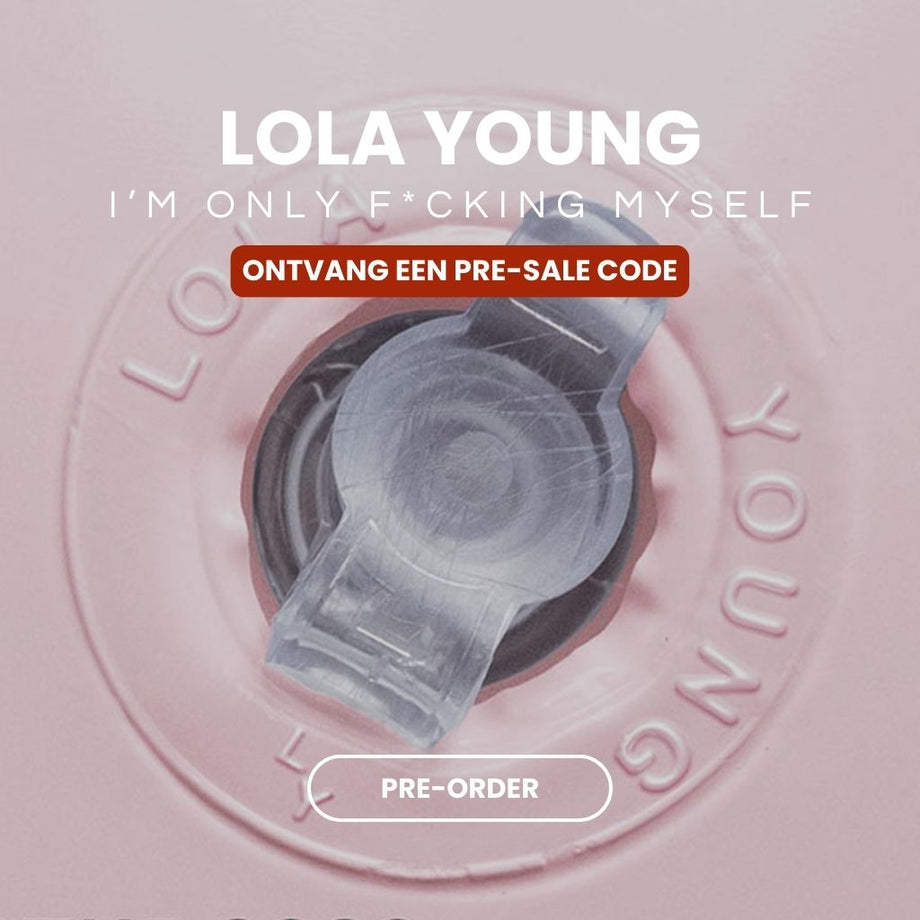 LOLA YOUNG
I'M ONLY F*CKING MYSELF
ONTVANG EEN PRE-SALE CODE
LOLA
YOUNG
L
Y
PRE-ORDER